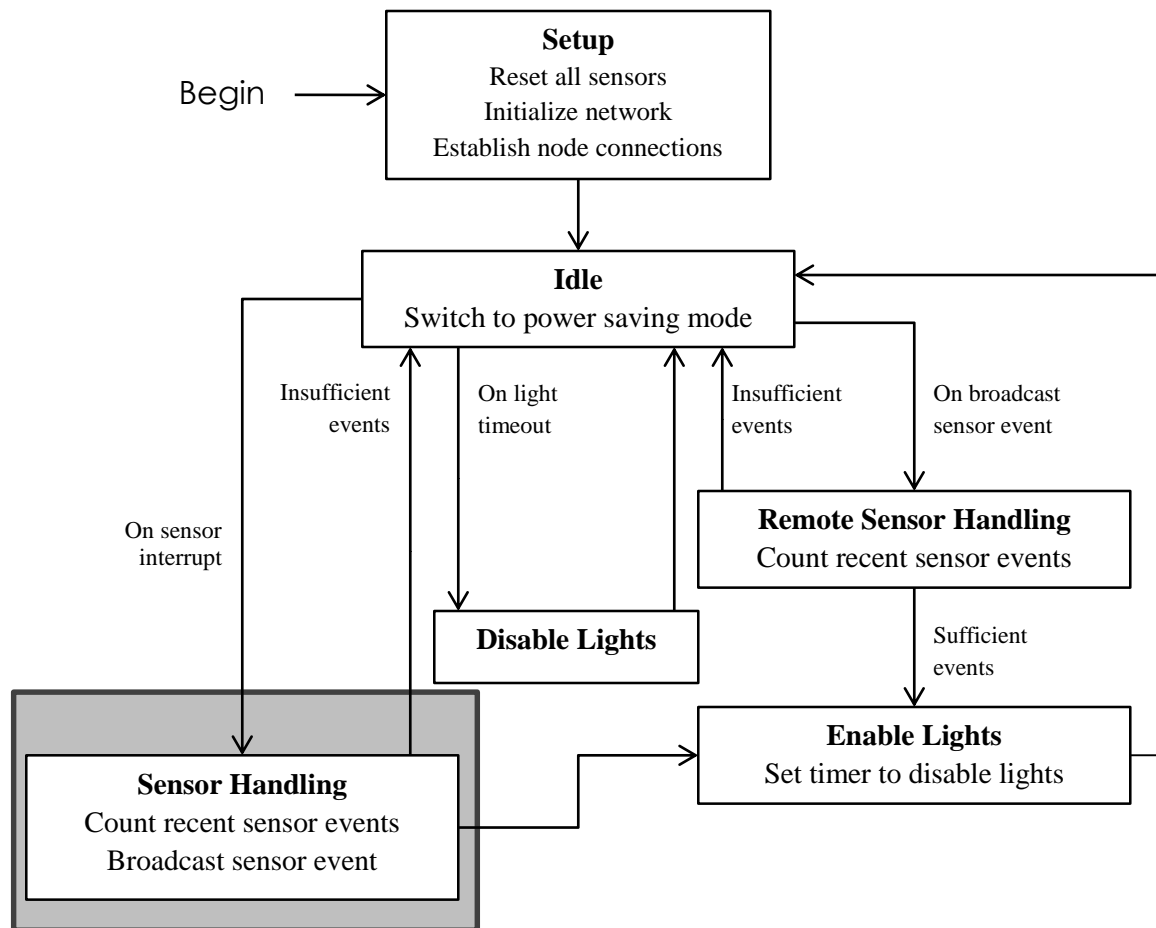 Setup
Reset all sensors
Initialize network
Establish node connections
Begin
Idle
Switch to power saving mode
Insufficient
events
On light
timeout
Insufficient
events
On broadcast
sensor event
On sensor
interrupt
Remote Sensor Handling
Count recent sensor events
Disable Lights
Sufficient
events
Enable Lights
Set timer to disable lights
Sensor Handling
Count recent sensor events
Broadcast sensor event